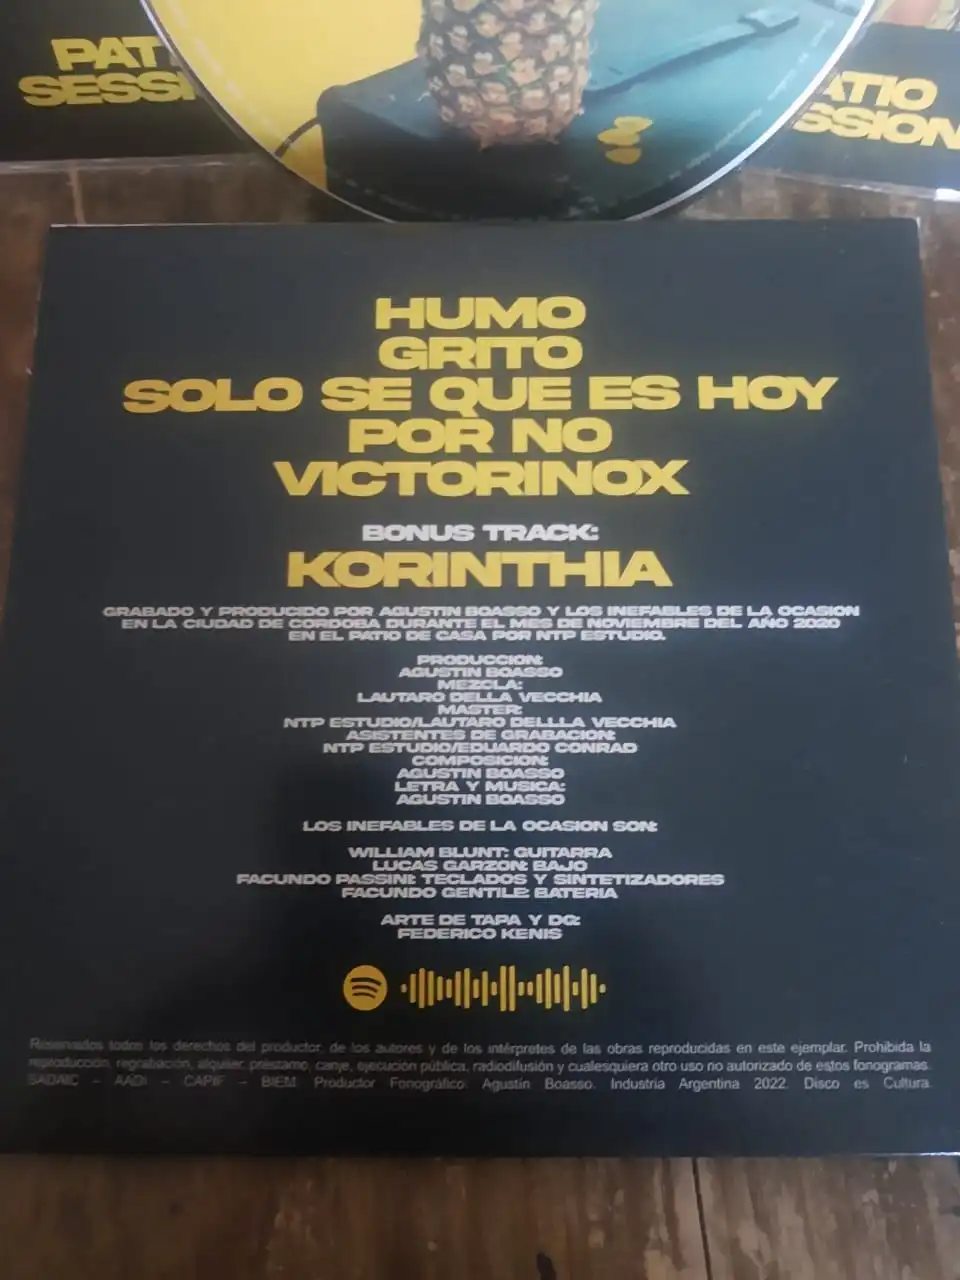 PATI
SESSI
ATIO
SSION
HUMO
GRITO
SOLO SE QUE ES HOY
POR NO
VICTORINOX
BONUS TRACK:
KORINTHIA
GRABADO Y PRODUCIDO POR AGUSTIN BOASSO Y LOS INEFABLES DE LA OCASION
EN LA CIUDAD DE CORDOBA DURANTE EL MES DE NOVIEMBRE DEL AÑO 2020
EN EL PATIO DE CASA POR NTP ESTUDIO.
PRODUCCION:
AGUSTIN BOASSO
MEZCLA:
LAUTARO DELLA VECCHIA
MASTER:
NTP ESTUDIO/LAUTARO DELLLA VECCHIA
ASISTENTES DE GRABACION:
NTP ESTUDIO/EDUARDO CONRAD
COMPOSICION:
AGUSTIN BOASSO
LETRA Y MUSICA:
AGUSTIN BOASSO
LOS INEFABLES DE LA OCASION SON:
WILLIAM BLUNT: GUITARRA
LUCAS GARZON: BAJO
FACUNDO PASSINI: TECLADOS Y SINTETIZADORES
FACUNDO GENTILE: BATERIA
ARTE DE TAPA Y DG:
FEDERICO KENIS
Reservados todos los derechos del productor, de los autores y de los intérpretes de las obras reproducidas en este ejemplar. Prohibida la
reproducción, regrabación, alquiler, préstamo, canje, ejecución pública, radiodifusión y cualesquiera otro uso no autorizado de estos fonogramas.
SADAIC – AADI – CAPIF – BIEM Productor Fonográfico: Agustín Boasso. Industria Argentina 2022. Disco es Cultura.